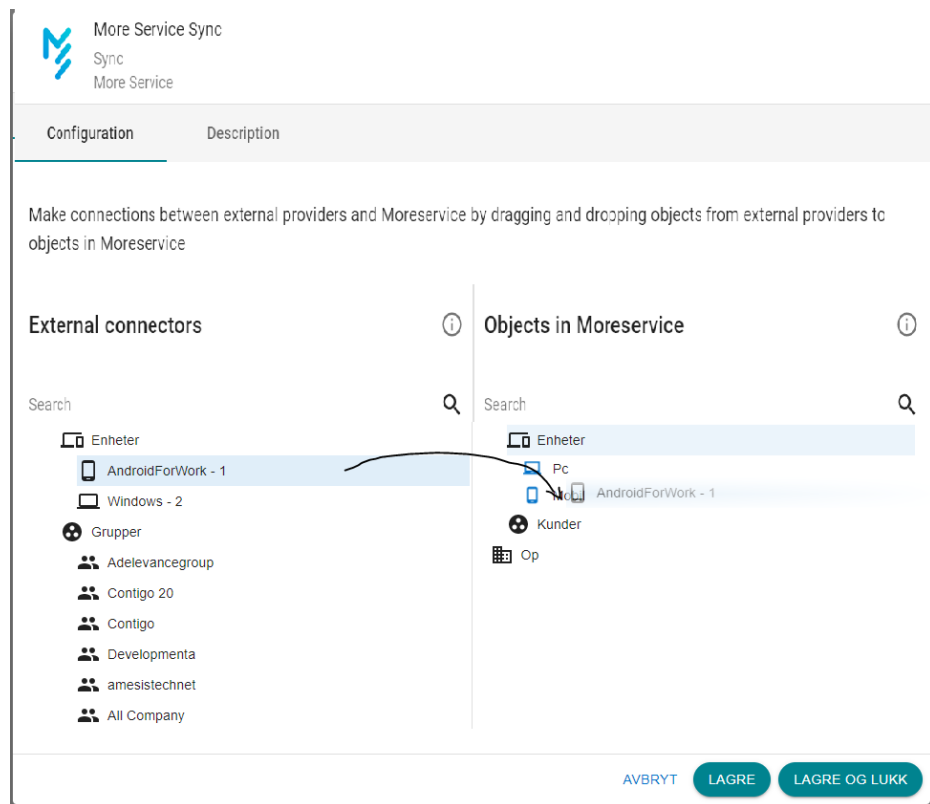 More Service Sync
Sync
More Service
Configuration
Description
Make connections between external providers and Moreservice by dragging and dropping objects from external providers to
objects in Moreservice
External connectors
Objects in Moreservice
Search
Search
Enheter
AndroidForWork - 1
Windows - 2
Grupper
Adelevancegroup
Contigo 20
Contigo
Developmenta
amesistechnet
All Company
Enheter
Pc
Mobil
AndroidForWork - 1
Kunder
Op
AVBRYT
LAGRE
LAGRE OG LUKK